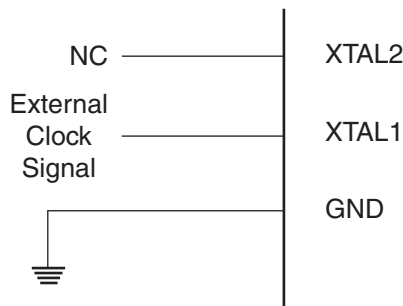 NC
XTAL2
External
Clock
Signal
XTAL1
GND